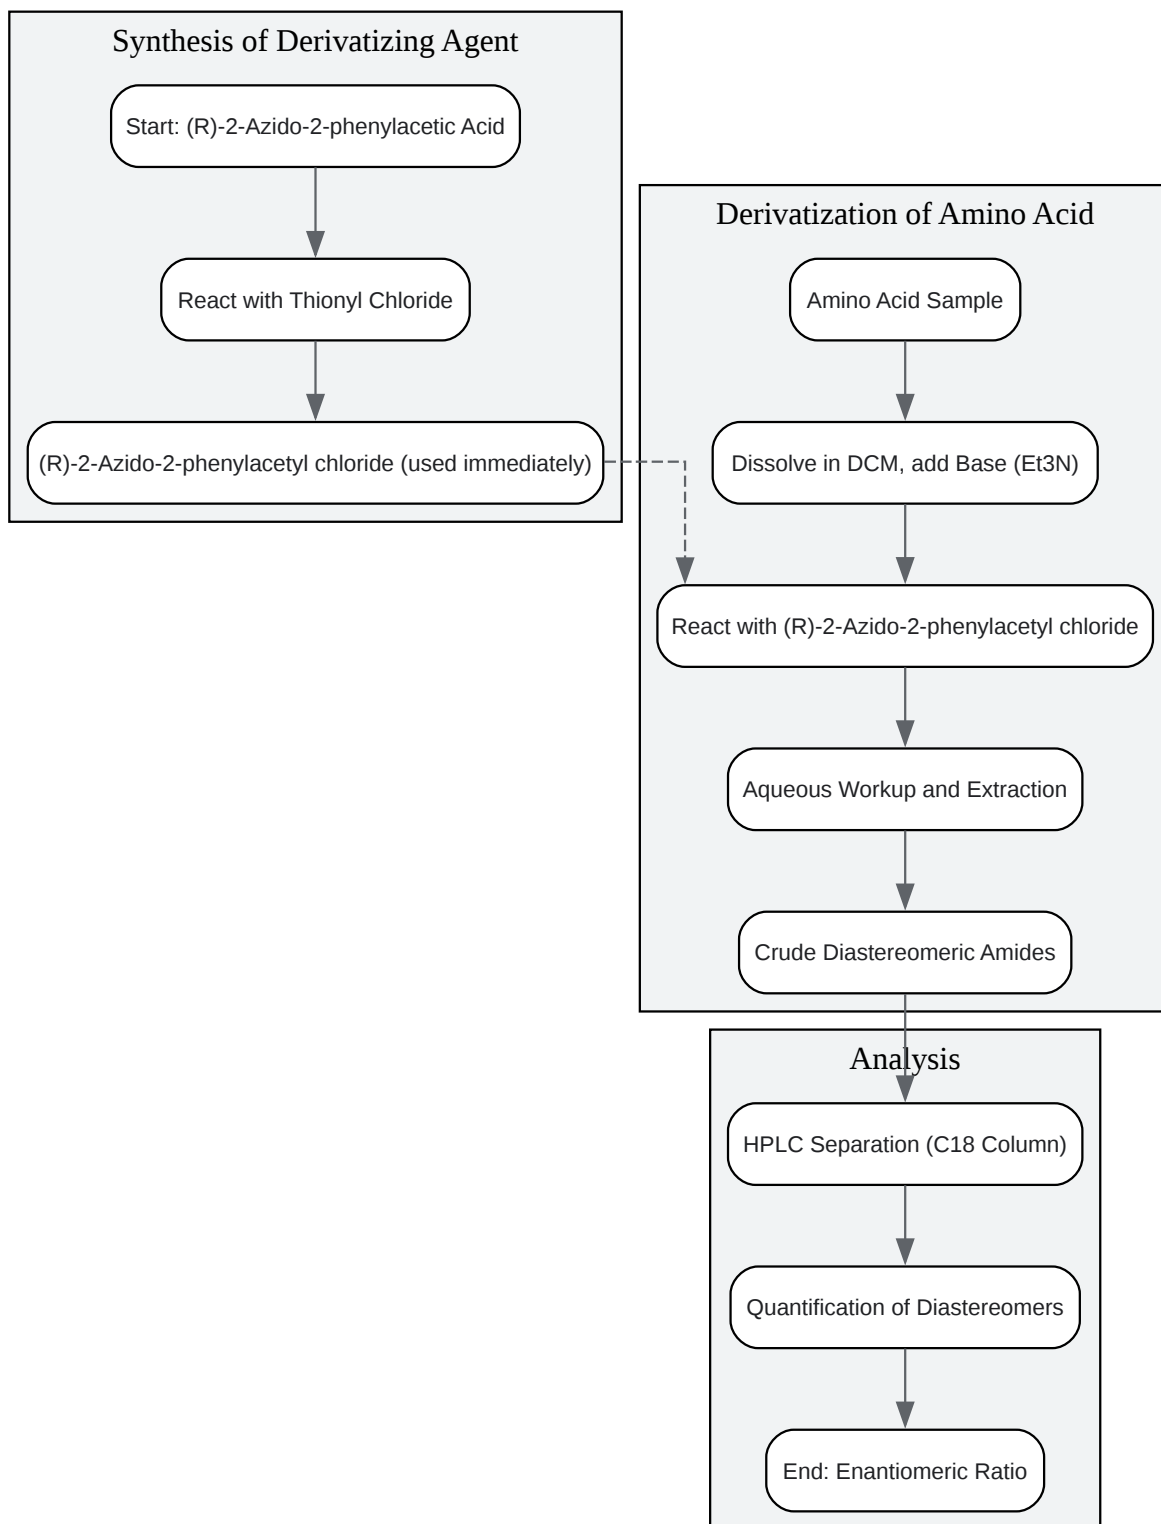 Synthesis of Derivatizing Agent
Start: (R)-2-Azido-2-phenylacetic Acid
React with Thionyl Chloride
(R)-2-Azido-2-phenylacetyl chloride (used immediately)
Derivatization of Amino Acid
Amino Acid Sample
Dissolve in DCM, add Base (Et3N)
React with (R)-2-Azido-2-phenylacetyl chloride
Aqueous Workup and Extraction
Crude Diastereomeric Amides
Analysis
HPLC Separation (C18 Column)
Quantification of Diastereomers
End: Enantiomeric Ratio